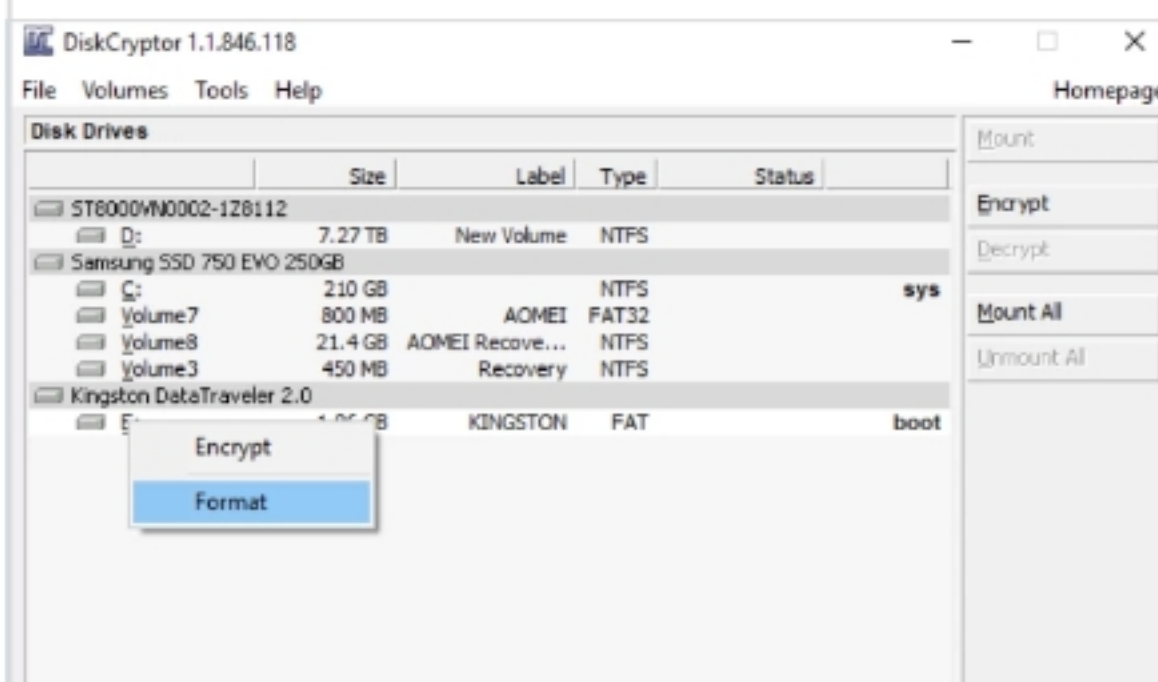 DiskCryptor 1.1.846.118
File Volumes Tools Help Homepage
Disk Drives
Size Label Type Status
ST8000VN0002-1Z8112
D: 7.27 TB New Volume NTFS
Samsung SSD 750 EVO 250GB
C: 210 GB NTFS sys
Volume7 800 MB AOMEI FAT32
Volume8 21.4 GB AOMEI Recove... NTFS
Volume3 450 MB Recovery NTFS
Kingston DataTraveler 2.0
KINGSTON FAT boot
Encrypt
Format
Mount
Encrypt
Decrypt
Mount All
Unmount All